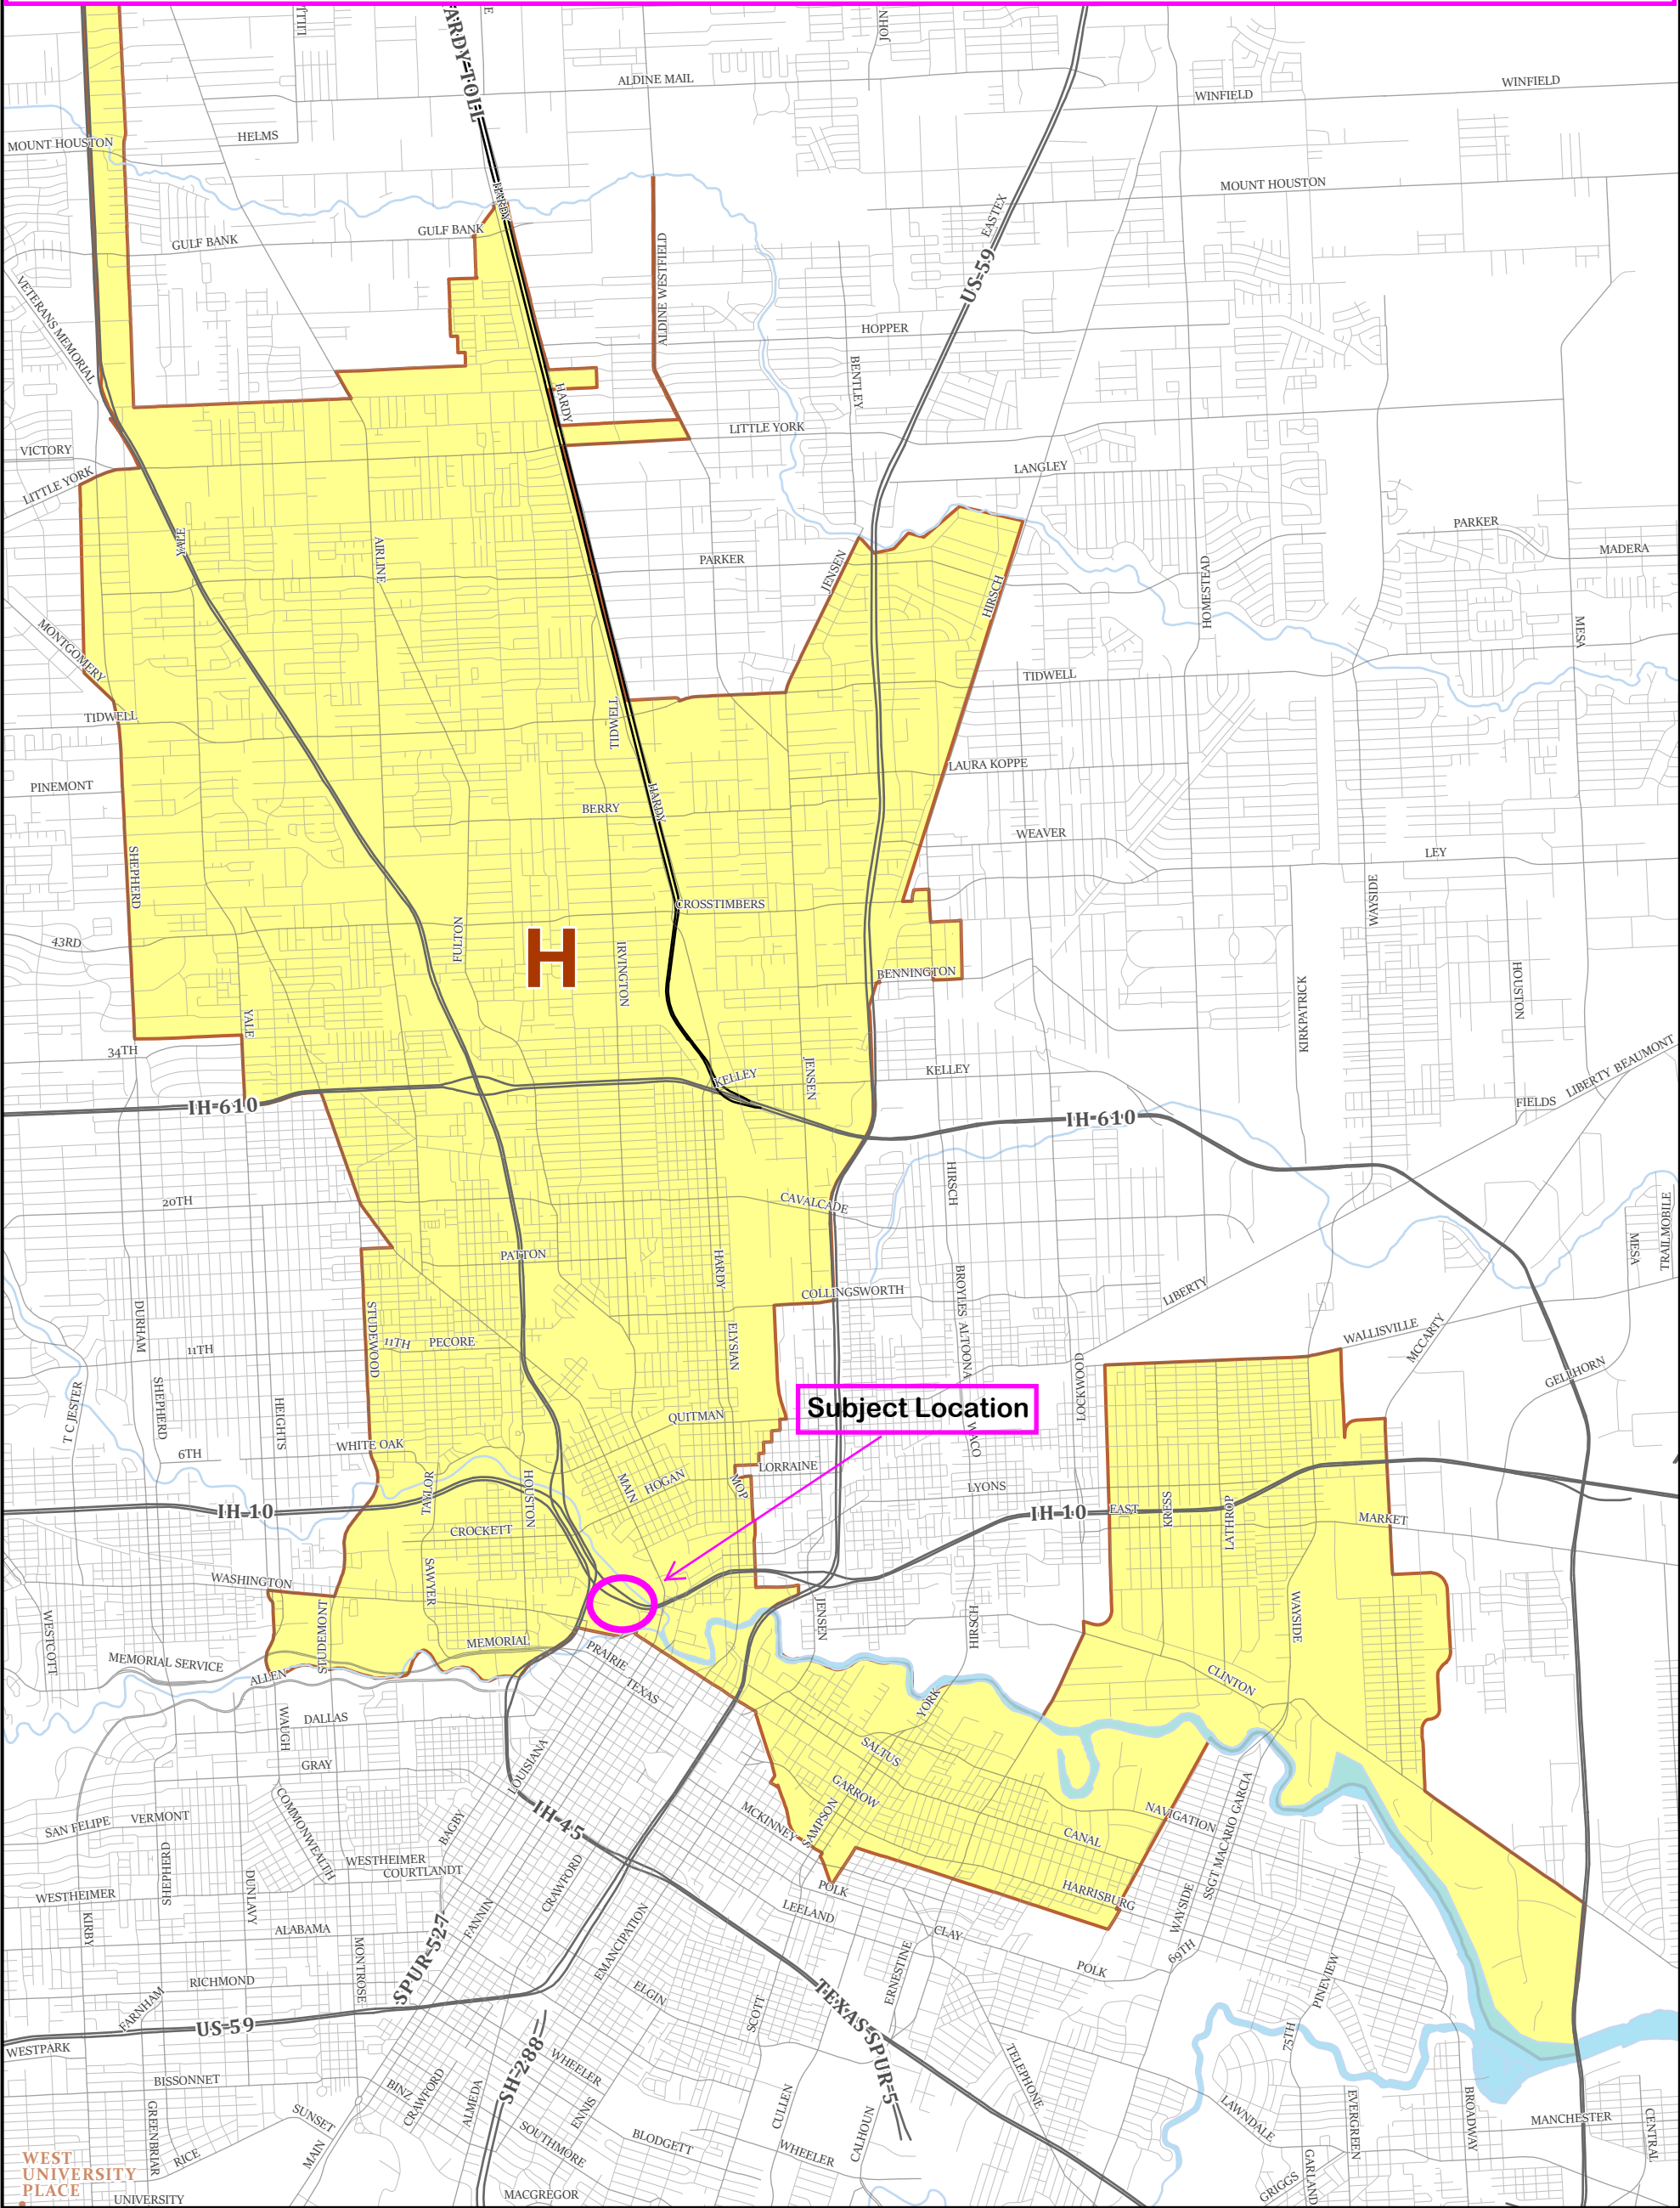 ARDY-TOLL
E
JOHN
ALDINE MAIL
WINFIELD
WINFIELD
HELMS
MOUNT HOUSTON
HARDY
MOUNT HOUSTON
GULF BANK
GULF BANK
EASTEX
US-59
ALDINE WESTFIELD
VETERANS MEMORIAL
HOPPER
BENTLEY
HARDY
LITTLE YORK
VICTORY
LITTLE YORK
LANGLEY
YALE
AIRLINE
PARKER
JENSEN
HIRSCH
HOMESTEAD
PARKER
MADERA
MESA
MONTGOMERY
TIDWELL
TIDWELL
TIDWELL
PINEMONT
LAURA KOPPE
BERRY
HARDY
WEAVER
LEY
SHEPHERD
CROSSTIMBERS
WAYSIDE
43RD
FULTON
H
IRVINGTON
BENNINGTON
HOUSTON
KIRKPATRICK
YALE
34TH
KELLEY
JENSEN
KELLEY
LIBERTY BEAUMONT
FIELDS
IH-610
IH-610
20TH
CAVALCADE
HIRSCH
MESA
TRAILMOBILE
PATTON
HARDY
COLLINGSWORTH
BROYLES
ALTOONA
LIBERTY
DURHAM
STUDEWOOD
11TH
11TH
PECORE
ELYSIAN
WALLISVILLE
MCCARTY
GELLHORN
T C JESTER
SHEPHERD
HEIGHTS
LOCKWOOD
Subject Location
QUITMAN
WACO
6TH
WHITE OAK
LORRAINE
TAYLOR
HOUSTON
MAIN
HOGAN
MOP
LYONS
IH-10
IH-10
EAST
KRESS
LATHROP
MARKET
CROCKETT
WASHINGTON
SAWYER
WESTCOTT
STUDEMONT
JENSEN
HIRSCH
WAYSIDE
MEMORIAL
MEMORIAL SERVICE
ALLEN
PRAIRIE
TEXAS
CLINTON
YORK
WAUGH
DALLAS
SALTUS
GRAY
LOUISIANA
GARROW
COMMONWEALTH
IH-45
MCKINNEY
SAMPSON
NAVIGATION
SSGT MACARIO GARCIA
SAN FELIPE
VERMONT
BAGBY
CANAL
SHEPHERD
WESTHEIMER
COURTLANDT
DUNLAVY
WESTHEIMER
CRAWFORD
POLK
HARRISBURG
KIRBY
ALABAMA
FANNIN
LEELAND
WAYSIDE
EMANCIPATION
CLAY
69TH
MONTROSE
SPUR-527
RICHMOND
ELGIN
ERNESTINE
POLK
PINEVIEW
FARNHAM
US-59
SCOTT
TEXAS-SPUR-5
75TH
WESTPARK
WHEELER
SH-288
TELEPHONE
BISSONNET
BINZ
CRAWFORD
ALMEDA
ENNIS
CULLEN
CALHOUN
LAWNDALE
EVERGREEN
BROADWAY
MANCHESTER
CENTRAL
GREENBRIAR
SUNSET
MAIN
SOUTHMORE
BLODGETT
WHEELER
RICE
WEST
UNIVERSITY
PLACE
GRIGGS
GARLAND
UNIVERSITY
MACGREGOR